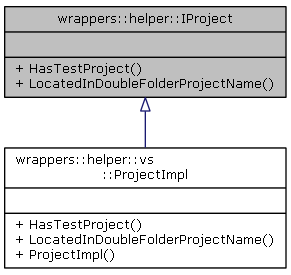 wrappers::helper::IProject
+ HasTestProject()
+ LocatedInDoubleFolderProjectName()
wrappers::helper::vs
::ProjectImpl
+ HasTestProject()
+ LocatedInDoubleFolderProjectName()
+ ProjectImpl()